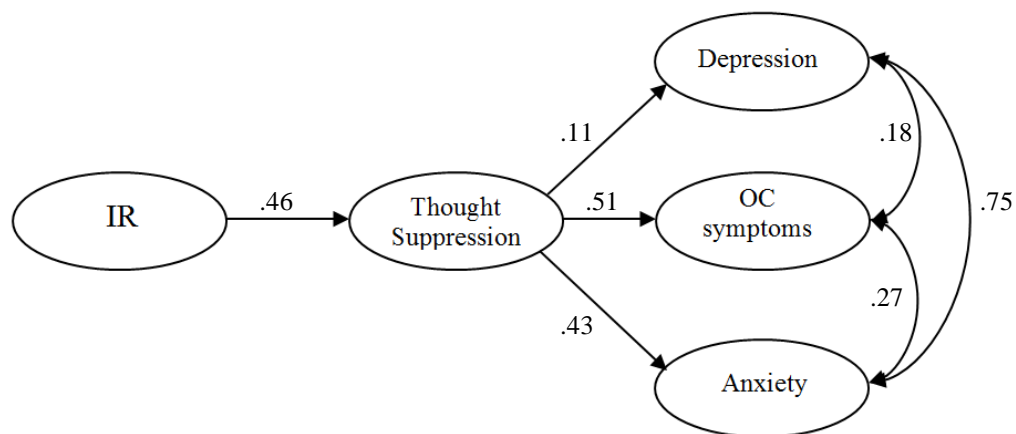 Depression
.11
.18
IR
.46
Thought
Suppression
.51
OC
symptoms
.75
.27
.43
Anxiety